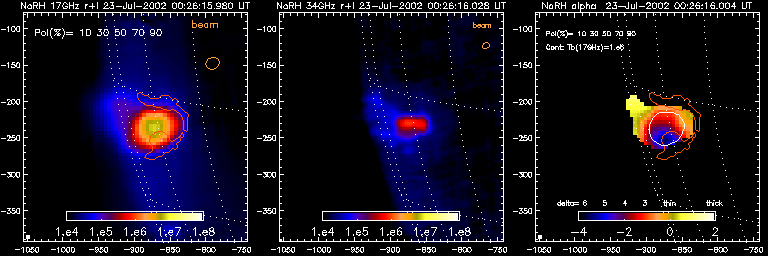 NoRH 17GHz r+l 23-Jul-2002 00:26:15.980 UT
beam
Pol(%)= 10 30 50 70 90
-100
-150
-200
-250
-300
-350
1.e4 1.e5 1.e6 1.e7 1.e8
-1050 -1000 -950 -900 -850 -800 -750
NoRH 34GHz r+l 23-Jul-2002 00:26:16.028 UT
beam
-100
-150
-200
-250
-300
-350
1.e4 1.e5 1.e6 1.e7 1.e8
-1050 -1000 -950 -900 -850 -800 -750
NoRH alpha 23-Jul-2002 00:26:16.004 UT
Pol(%)= 10 30 50 70 90
Cont: Tb(17GHz)=1.e6
-100
-150
-200
-250
-300
-350
delta= 6 5 4 3 thin thick
-4 -2 0 2
-1050 -1000 -950 -900 -850 -800 -750